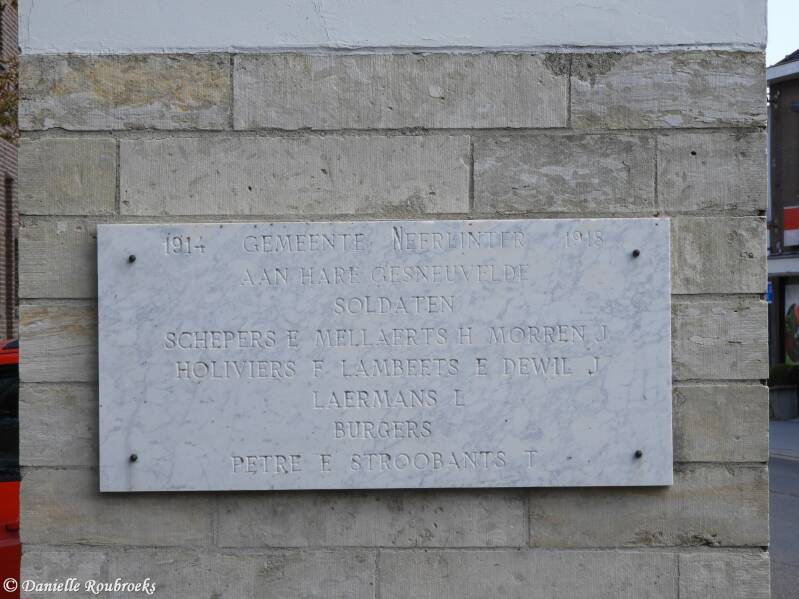 1914 GEMEENTE NEERLINTER 1918
AAN HARE GESNEUVELDE
SOLDATEN
SCHEPERS E MELLAERTS H MORREN J
HOLIVIERS F LAMBEETS E DEWIL J
LAERMANS L
BURGERS
PETRE F STROOBANTS T
© Danielle Roubroeks